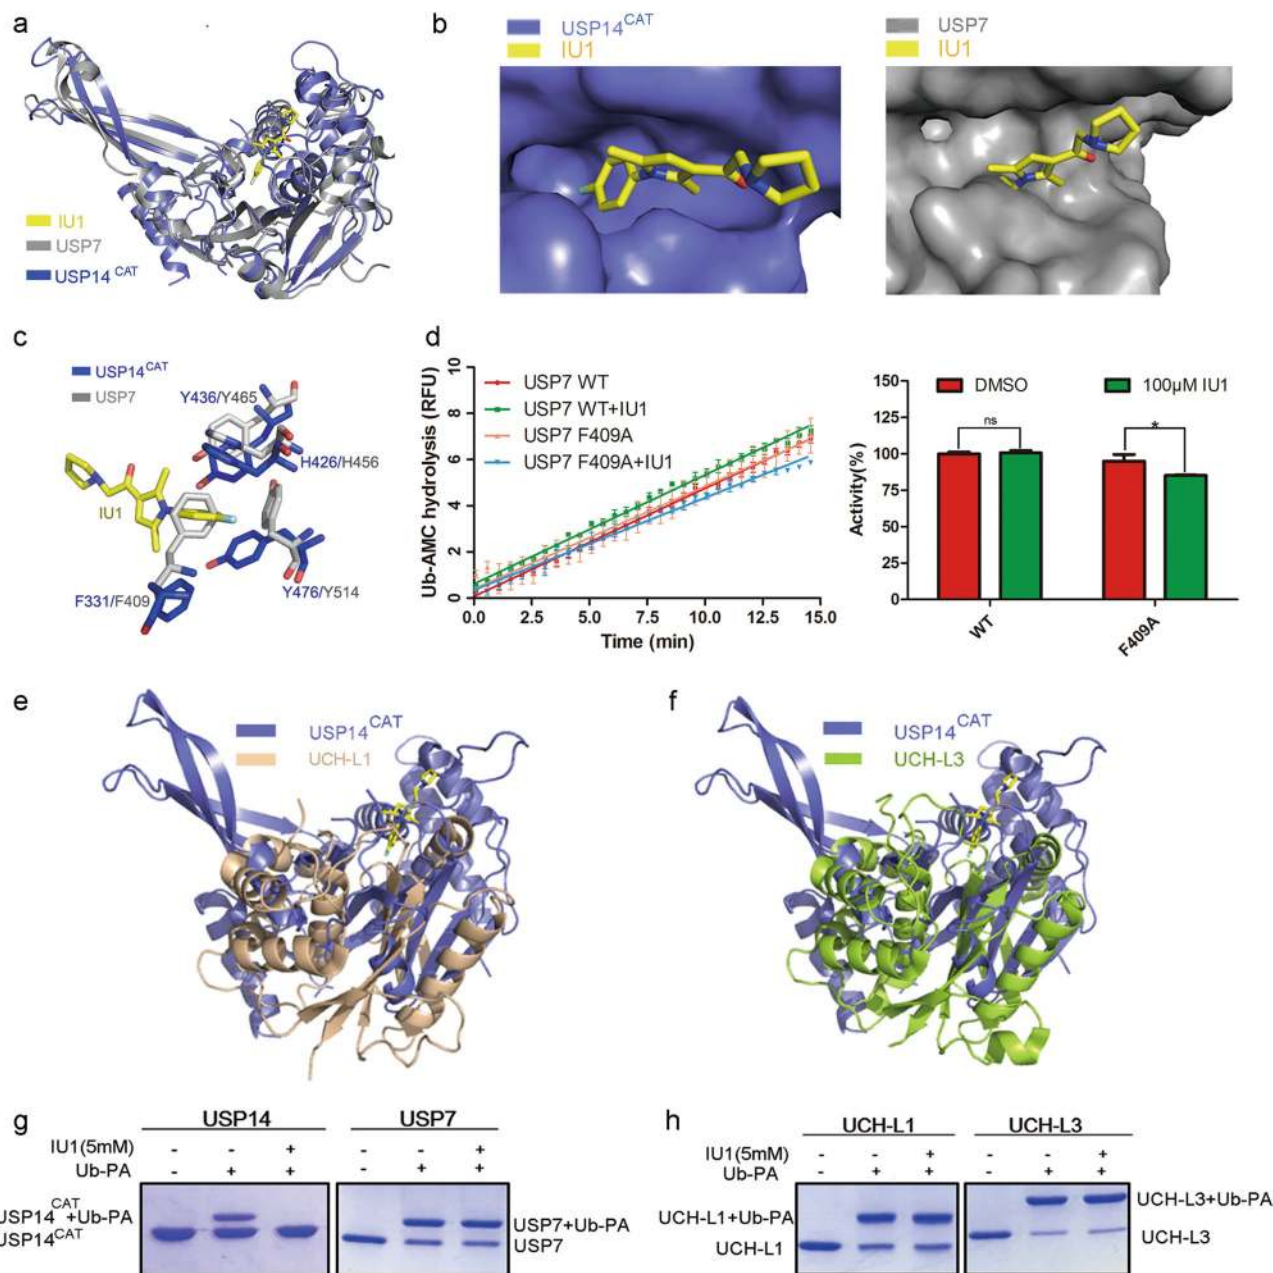 a
IU1
USP7
USP14 CAT
b
USP14CAT
IU1
USP7
IU1
c
USP14CAT
USP7
Y436/Y465
H426/H456
IU1
F331/F409
Y476/Y514
d
Ub-AMC hydrolysis (RFU)
10
8
6
4
2
0
USP7 WT
USP7 WT+IU1
USP7 F409A
USP7 F409A+IU1
0.0 2.5 5.0 7.5 10.0 12.5 15.0
Time (min)
Activity(%)
150
125
100
75
50
25
0
DMSO
100µM IU1
ns
*
WT
F409A
e
USP14CAT
UCH-L1
f
USP14CAT
UCH-L3
g
USP14 USP7
IU1(5mM) - - + - - +
Ub-PA - + + - + +
USP14CAT+Ub-PA
USP14CAT
USP7+Ub-PA
USP7
h
UCH-L1 UCH-L3
IU1(5mM) - - + - - +
Ub-PA - + + - + +
UCH-L1+Ub-PA
UCH-L1
UCH-L3+Ub-PA
UCH-L3